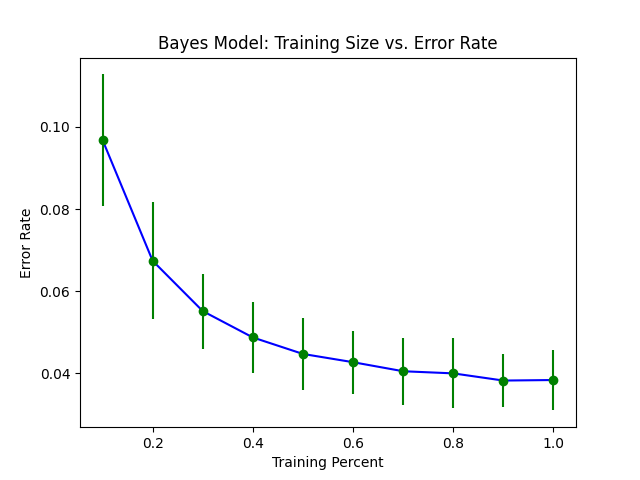 Bayes Model: Training Size vs. Error Rate
0.10
0.08
0.06
0.04
Error Rate
0.2 0.4 0.6 0.8 1.0
Training Percent